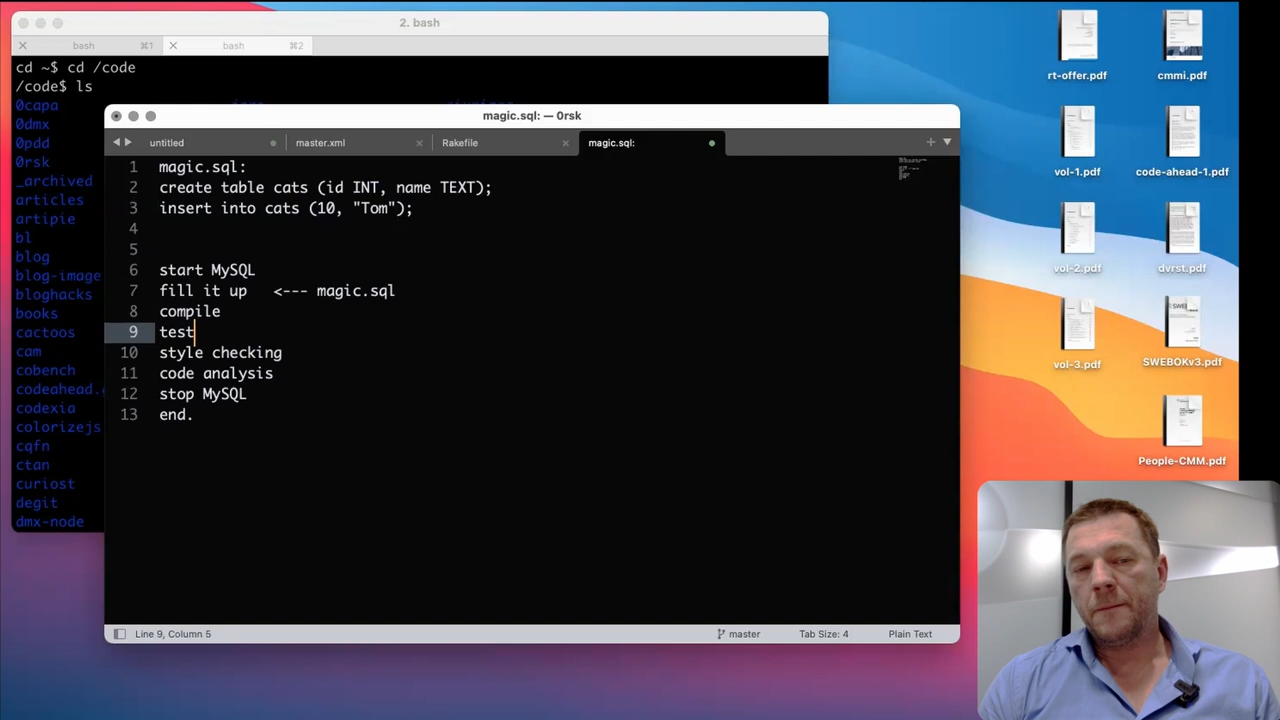 2. bash
bash ⌘1 bash ⌘2
cd ~$ cd /code
/code$ ls
0capa
0dmx
0pdd
0rsk
_archived
articles
artipie
bl
blog
blog-image
bloghacks
books
cactoos
cam
cobench
codeahead.
codexia
colorizejs
cqfn
ctan
curiost
degit
dmx-node
magic.sql: — 0rsk
untitled master.xml Rakefile magic.sql:
1 magic.sql:
2 create table cats (id INT, name TEXT);
3 insert into cats (10, "Tom");
4
5
6 start MySQL
7 fill it up <--- magic.sql
8 compile
9 test
10 style checking
11 code analysis
12 stop MySQL
13 end.
Line 9, Column 5 master Tab Size: 4 Plain Text
rt-offer.pdf cmmi.pdf
vol-1.pdf code-ahead-1.pdf
vol-2.pdf dvrst.pdf
vol-3.pdf SWEBOKv3.pdf
People-CMM.pdf